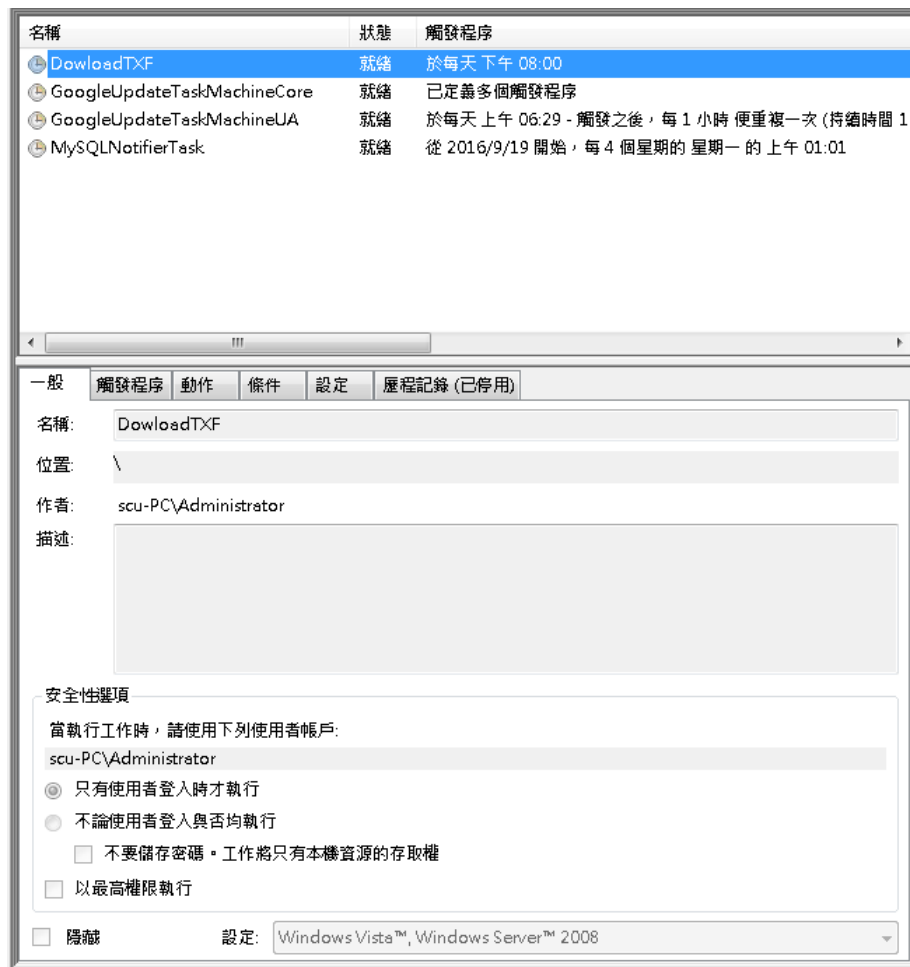 名稱 狀態 觸發程序
DowloadTXF 就緒 於每天 下午 08:00
GoogleUpdateTaskMachineCore 就緒 已定義多個觸發程序
GoogleUpdateTaskMachineUA 就緒 於每天 上午 06:29 - 觸發之後，每 1 小時 便重複一次 (持續時間 1
MySQLNotifierTask 就緒 從 2016/9/19 開始，每 4 個星期的 星期一 的 上午 01:01
一般 觸發程序 動作 條件 設定 歷程記錄 (已停用)
名稱: DowloadTXF
位置: \
作者: scu-PC\Administrator
描述:
安全性選項
當執行工作時，請使用下列使用者帳戶:
scu-PC\Administrator
只有使用者登入時才執行
不論使用者登入與否均執行
不要儲存密碼。工作將只有本機資源的存取權
以最高權限執行
隱藏 設定: Windows Vista™, Windows Server™ 2008